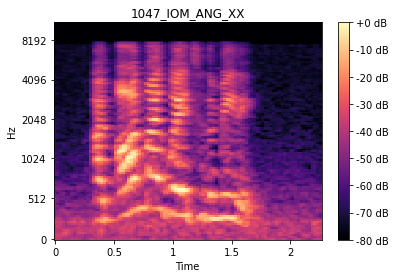 1047_IOM_ANG_XX
8192
4096
2048
1024
512
0
Hz
0
0.5
1
1.5
2
Time
+0 dB
-10 dB
-20 dB
-30 dB
-40 dB
-50 dB
-60 dB
-70 dB
-80 dB